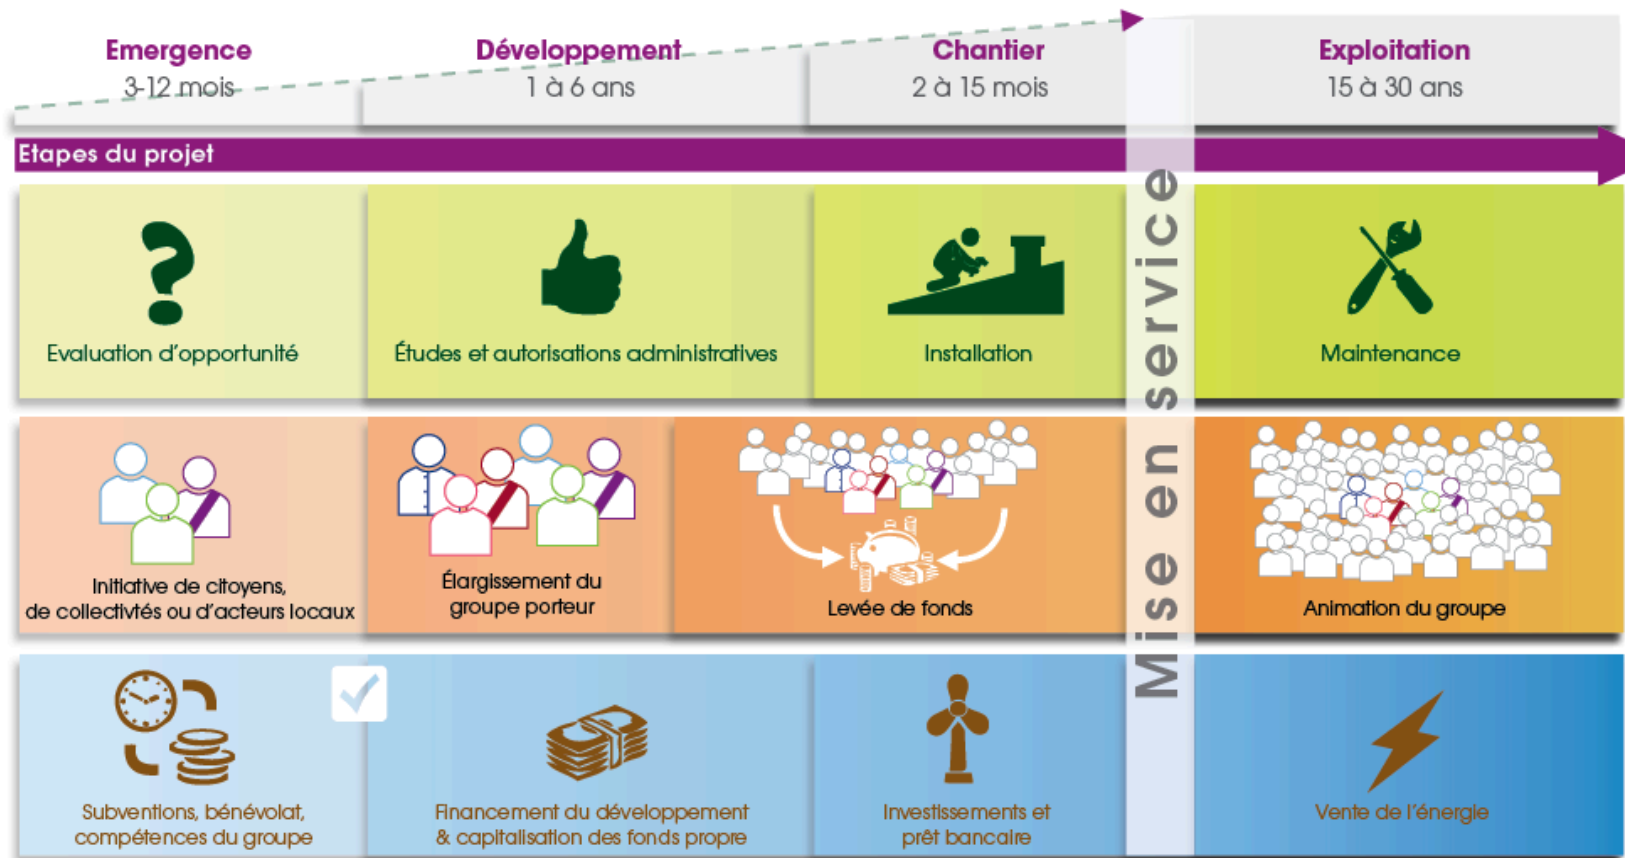 Emergence
3-12 mois
Développement
1 à 6 ans
Chantier
2 à 15 mois
Exploitation
15 à 30 ans
Etapes du projet
Mise en service
Evaluation d'opportunité
Études et autorisations administratives
Installation
Maintenance
Initiative de citoyens,
de collectivtés ou d'acteurs locaux
Élargissement du
groupe porteur
Levée de fonds
Animation du groupe
Subventions, bénévolat,
compétences du groupe
Financement du développement
& capitalisation des fonds propre
Investissements et
prêt bancaire
Vente de l'énergie